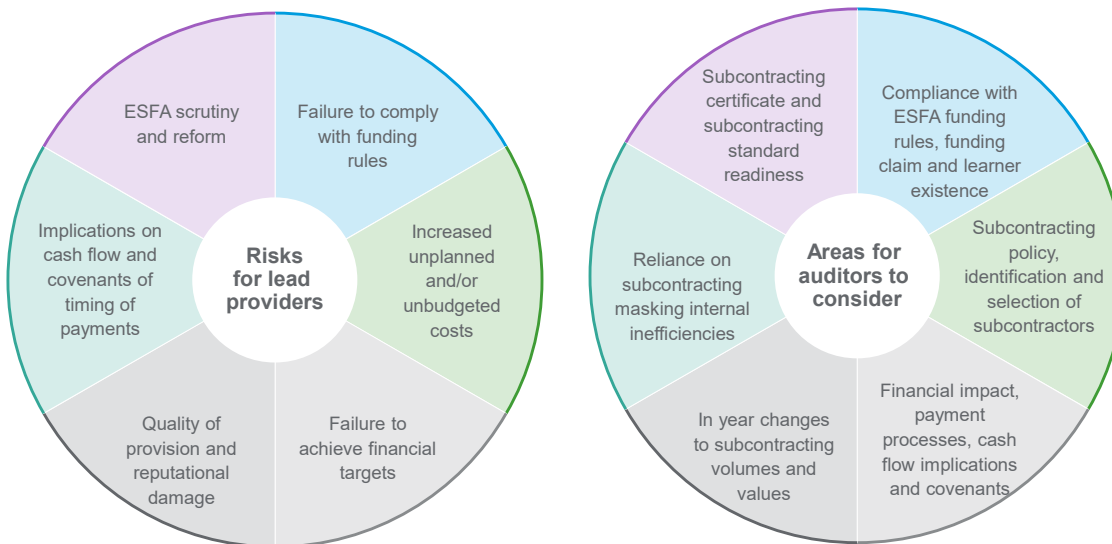 ESFA scrutiny
and reform
Failure to comply
with funding
rules
Increased
unplanned
and/or
unbudgeted
costs
Failure to
achieve financial
targets
Quality of
provision and
reputational
damage
Implications on
cash flow and
covenants of
timing of
payments
Risks
for lead
providers
Subcontracting
certificate and
subcontracting
standard
readiness
Compliance with
ESFA funding
rules, funding
claim and learner
existence
Subcontracting
policy,
identification and
selection of
subcontractors
Financial impact,
payment
processes, cash
flow implications
and covenants
In year changes
to subcontracting
volumes and
values
Reliance on
subcontracting
masking internal
inefficiencies
Areas for
auditors to
consider